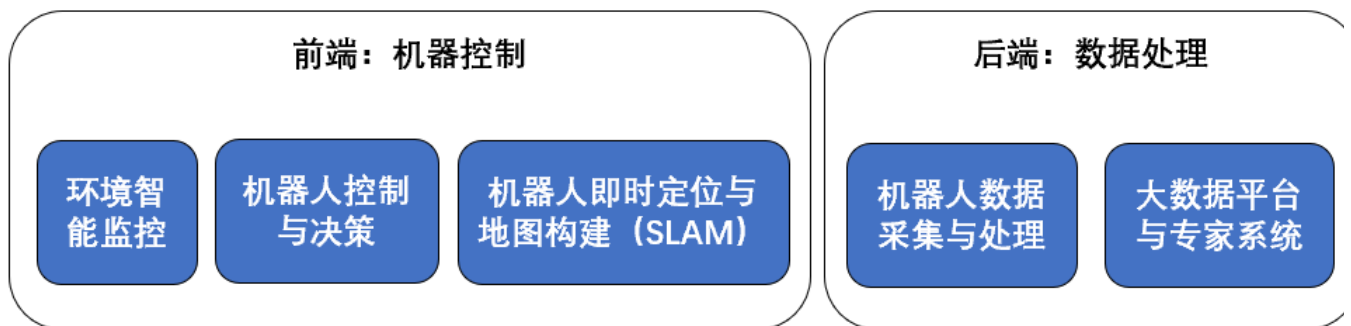 前端：机器控制
环境智
能监控
机器人控制
与决策
机器人即时定位与
地图构建（SLAM）
后端：数据处理
机器人数据
采集与处理
大数据平台
与专家系统